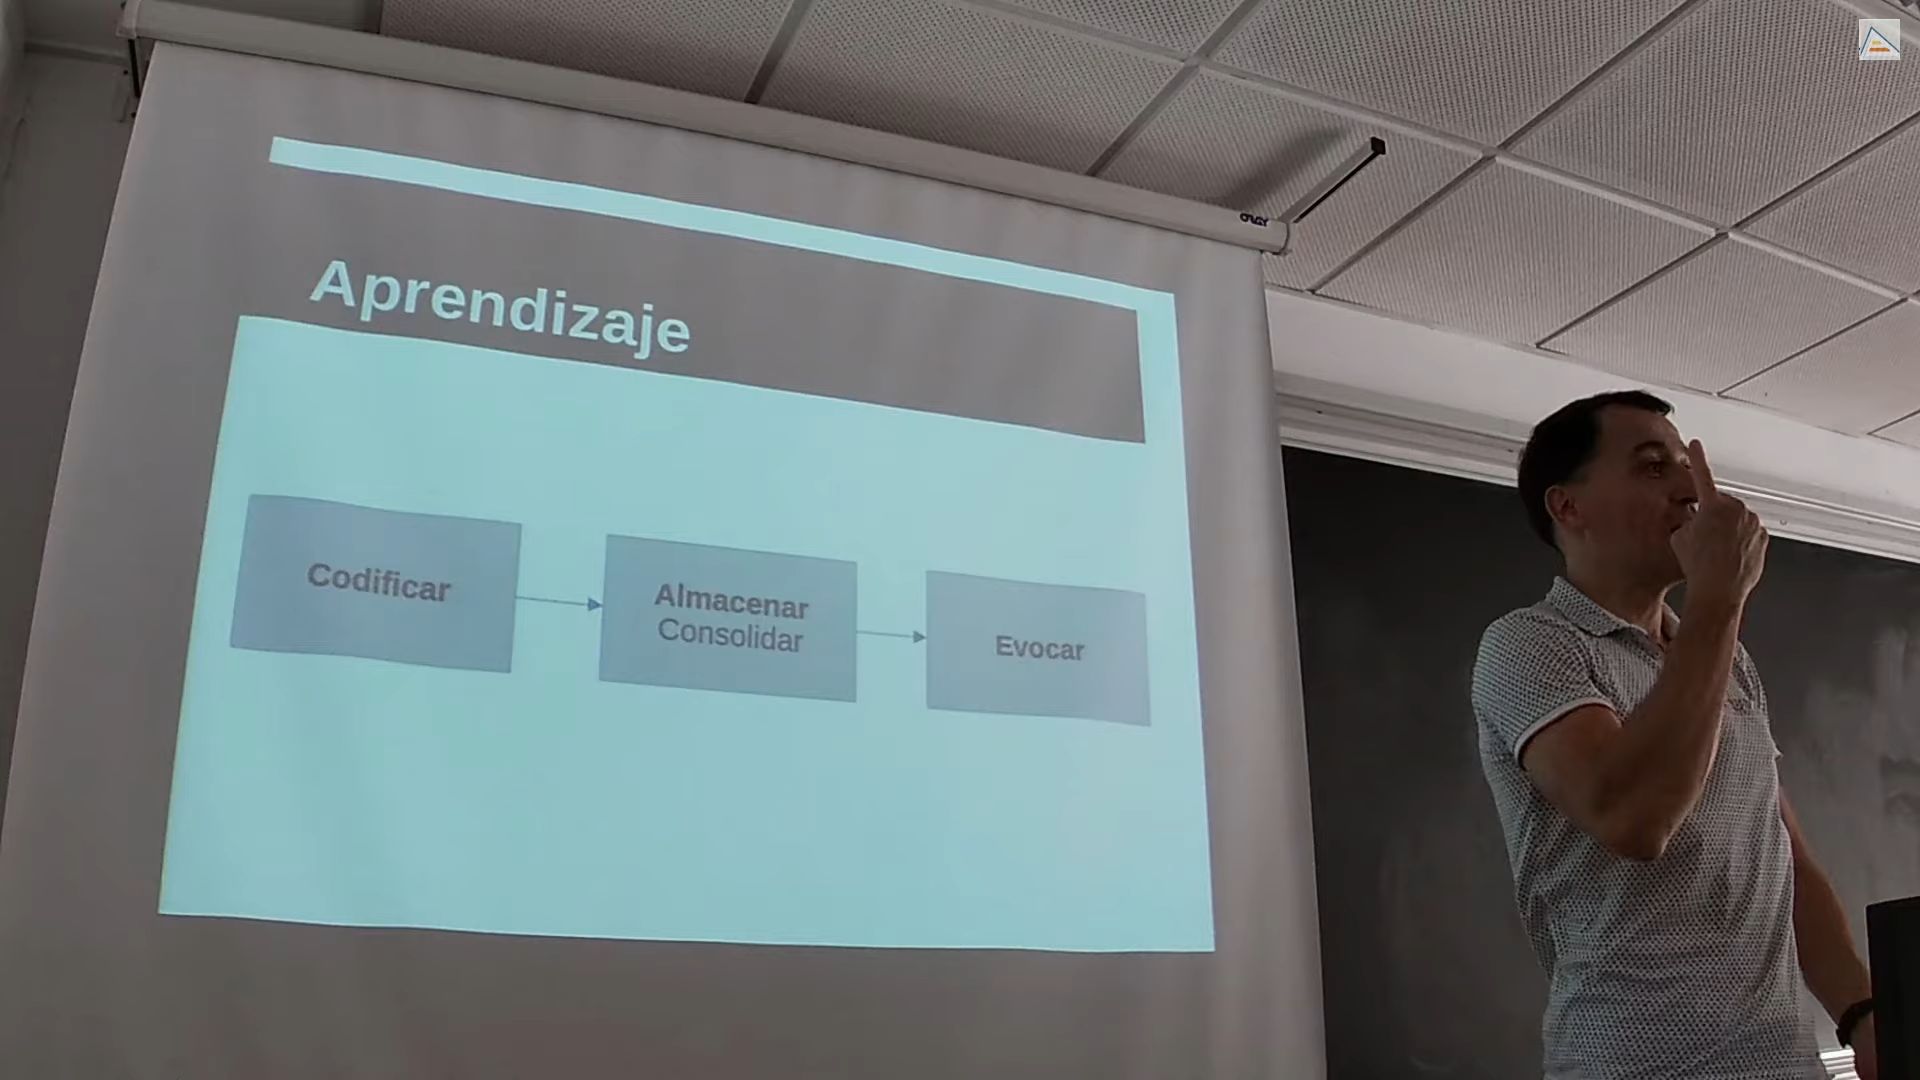 Aprendizaje
Codificar
Almacenar
Consolidar
Evocar